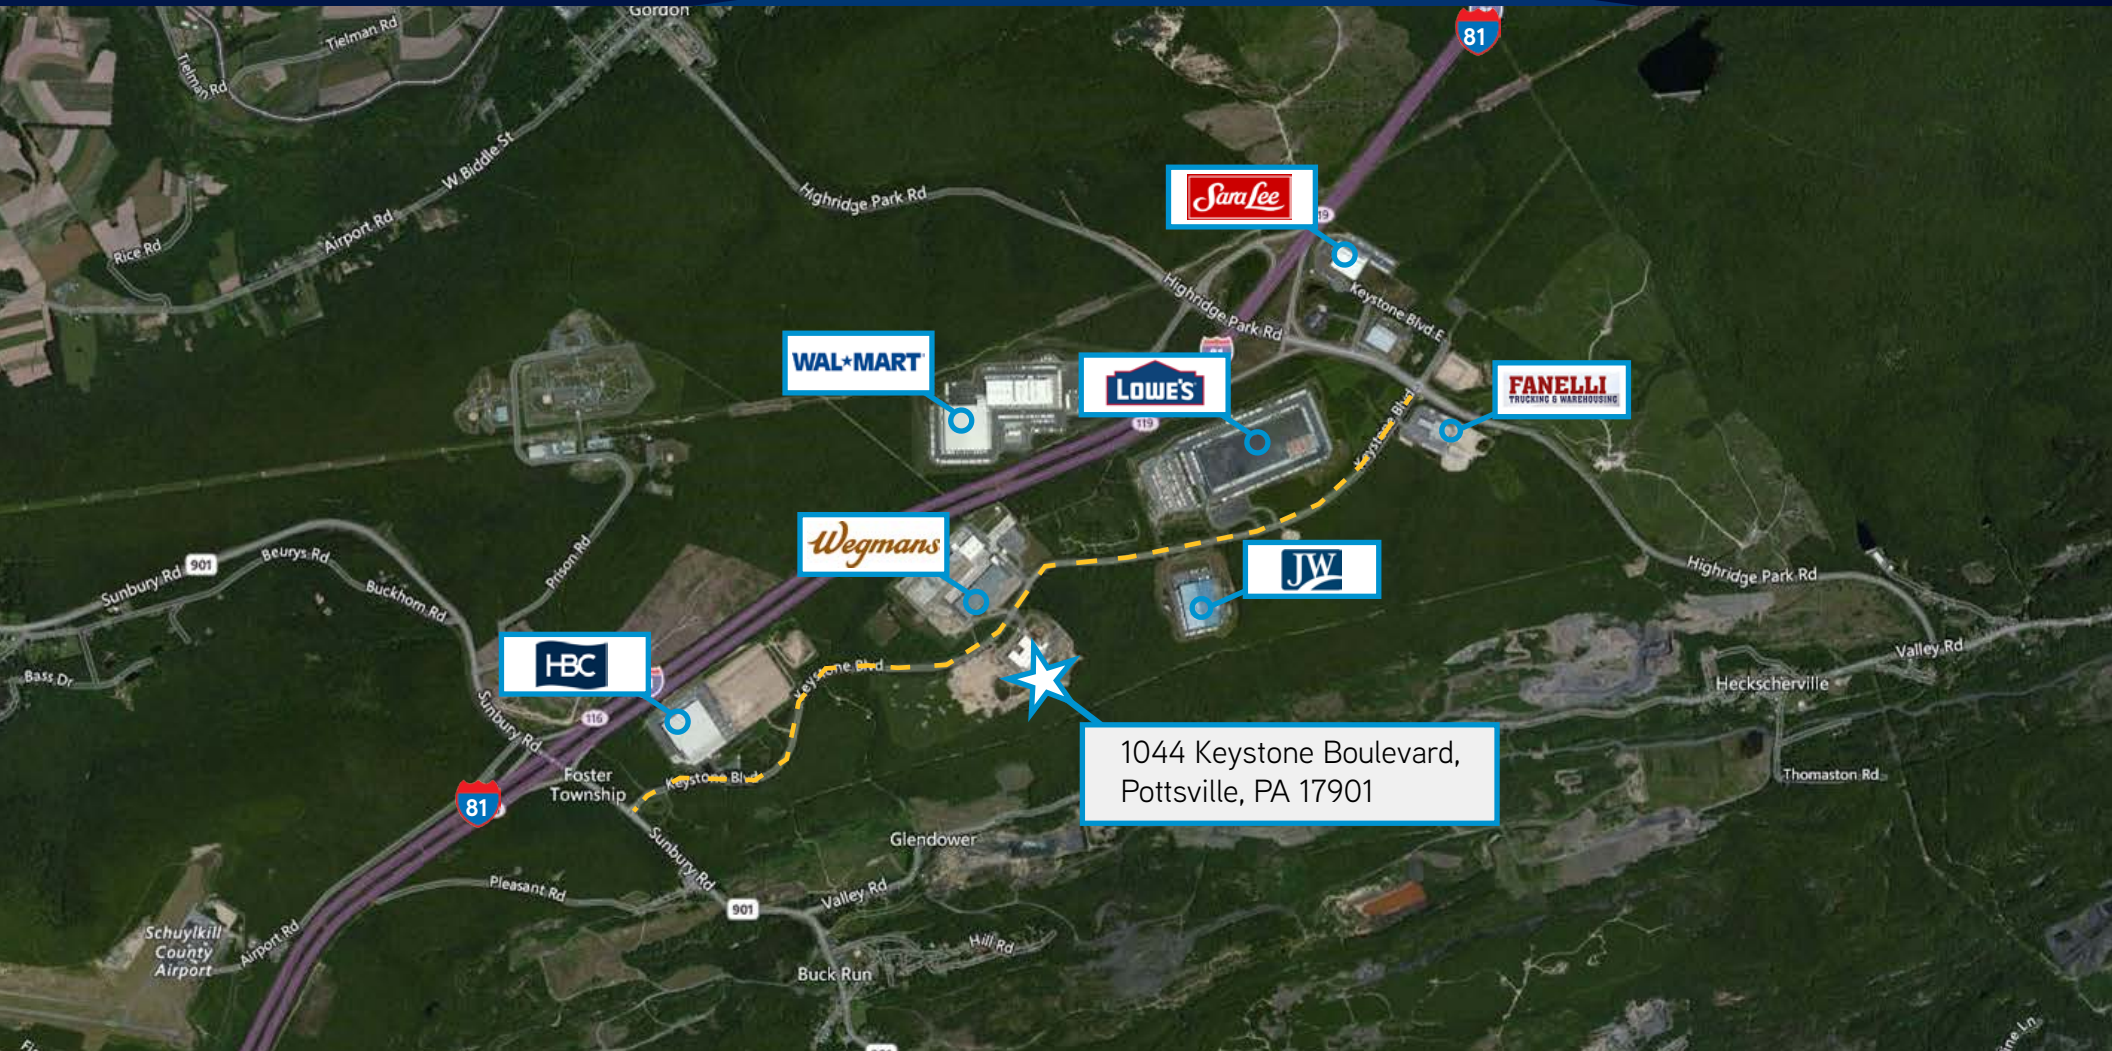 Gordon
81
Tielman Rd
Tielman Rd
W Biddle St
Highridge Park Rd
Sara Lee
19
Airport Rd
Rice Rd
Highridge Park Rd
Keystone Blvd E
WAL★MART
LOWE'S
FANELLI
TRUCKING & WAREHOUSING
119
Keystone Blvd
Wegmans
JW
901
Sunbury Rd
Beurys Rd
Buckhorn Rd
Prison Rd
Highridge Park Rd
Valley Rd
HBC
Keystone Blvd
Bass Dr
Heckscherville
Sunbury Rd
116
1044 Keystone Boulevard,
Pottsville, PA 17901
Foster
Township
Keystone Blvd
Thomaston Rd
81
Sunbury Rd
Glendower
Pleasant Rd
Valley Rd
901
Schuylkill
County
Airport
Airport Rd
Hill Rd
Buck Run